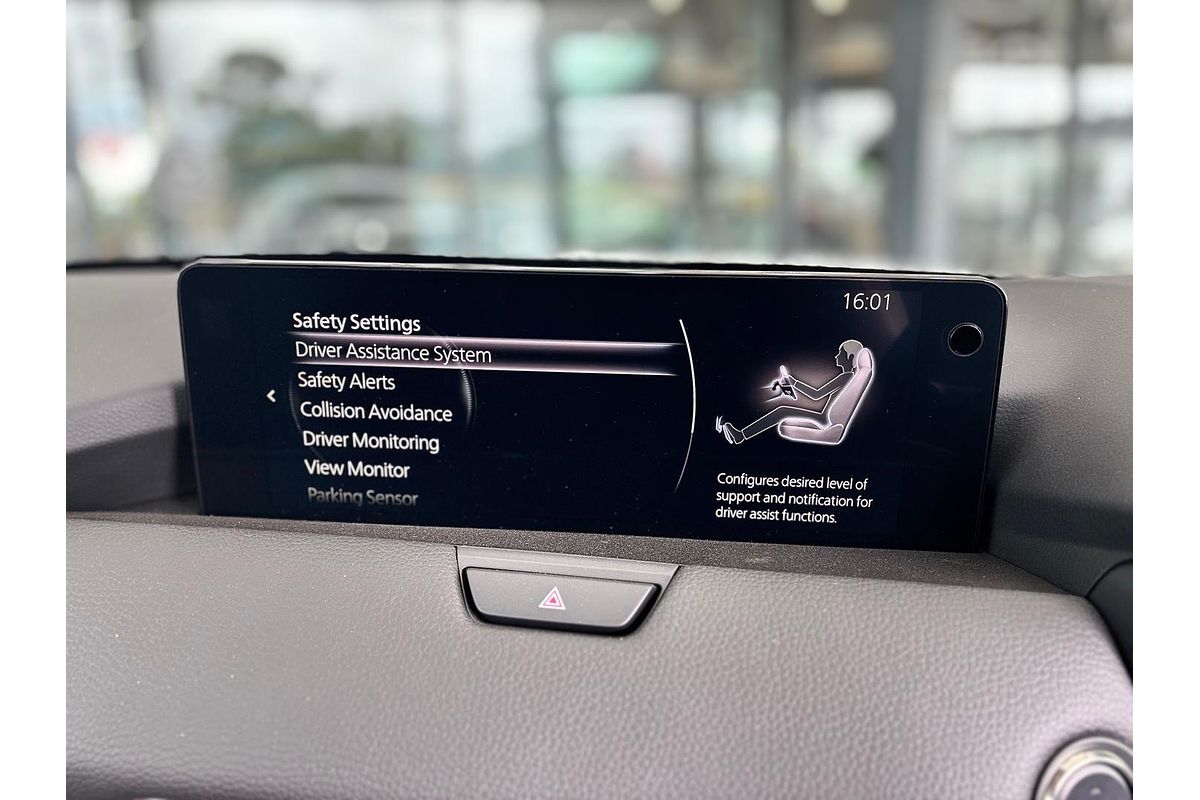 16:01
Safety Settings
Driver Assistance System
Safety Alerts
Collision Avoidance
Driver Monitoring
View Monitor
Parking Sensor
Configures desired level of
support and notification for
driver assist functions.